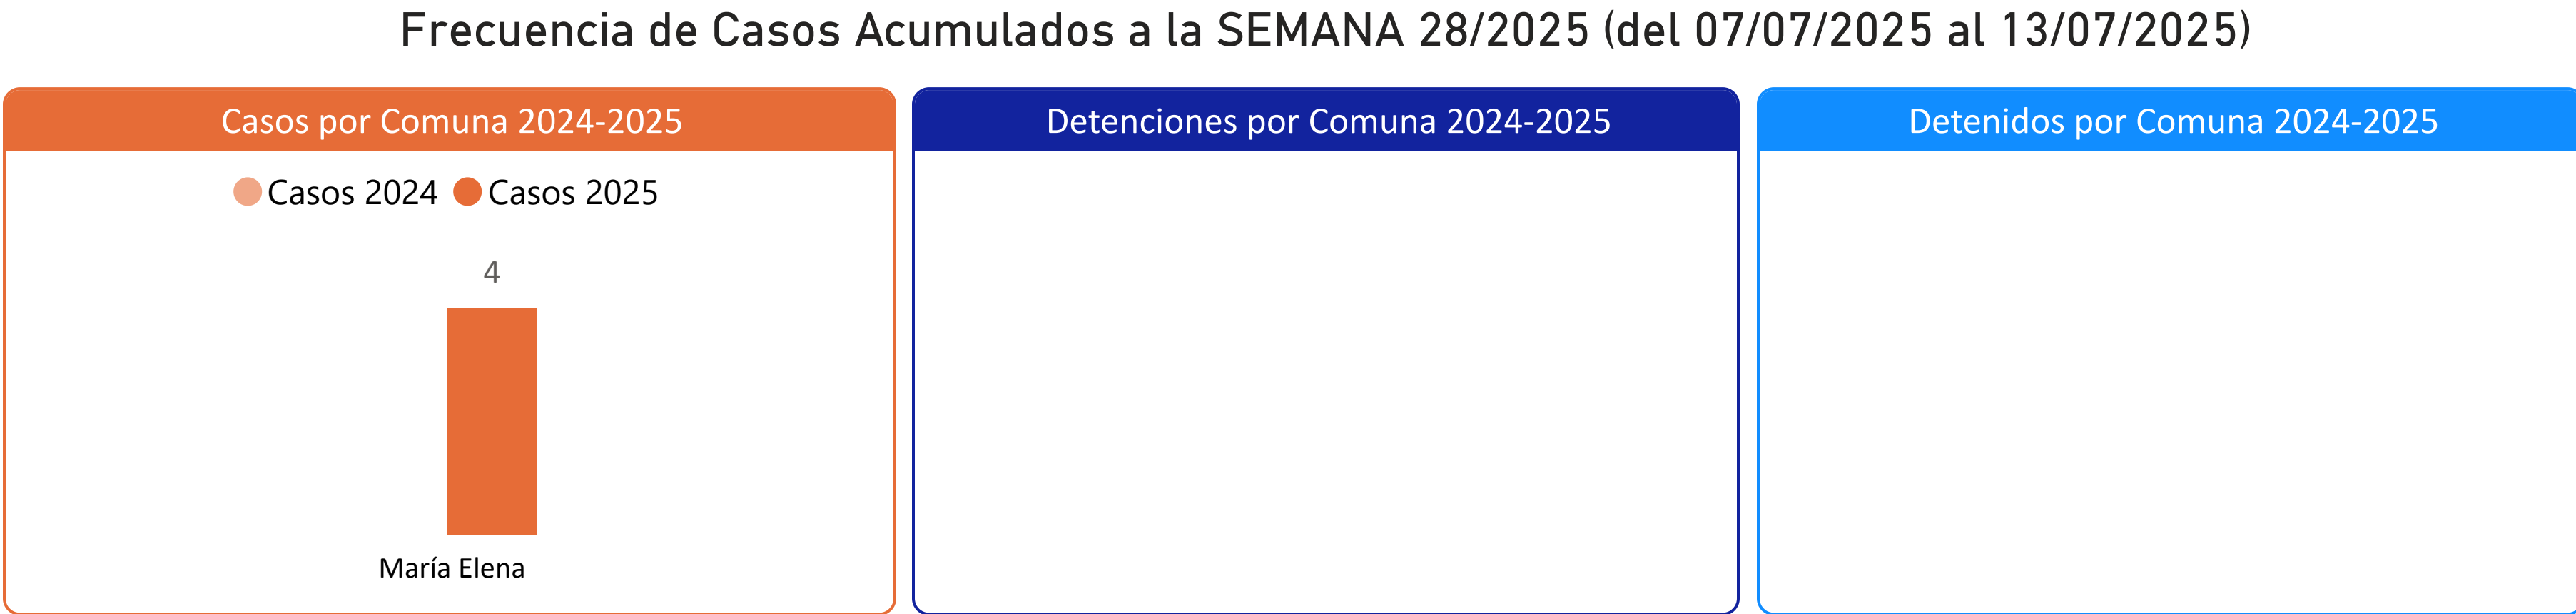 Frecuencia de Casos Acumulados a la SEMANA 28/2025 (del 07/07/2025 al 13/07/2025)
Casos por Comuna 2024-2025
Casos 2024 Casos 2025
4
María Elena
Detenciones por Comuna 2024-2025
Detenidos por Comuna 2024-2025